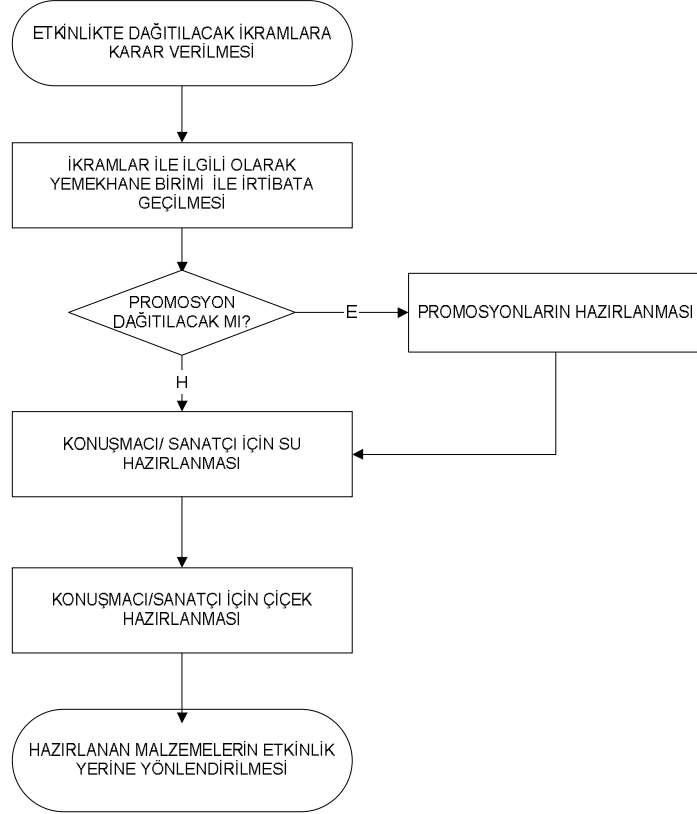 ETKİNLİKTE DAĞITILACAK İKRAMLARA
KARAR VERİLMESİ
İKRAMLAR İLE İLGİLİ OLARAK
YEMEKHANE BİRİMİ İLE İRTİBATA
GEÇİLMESİ
PROMOSYON
DAĞITILACAK MI?
E
PROMOSYONLARIN HAZIRLANMASI
H
KONUŞMACI/ SANATÇI İÇİN SU
HAZIRLANMASI
KONUŞMACI/SANATÇI İÇİN ÇİÇEK
HAZIRLANMASI
HAZIRLANAN MALZEMELERİN ETKİNLİK
YERİNE YÖNLENDİRİLMESİ